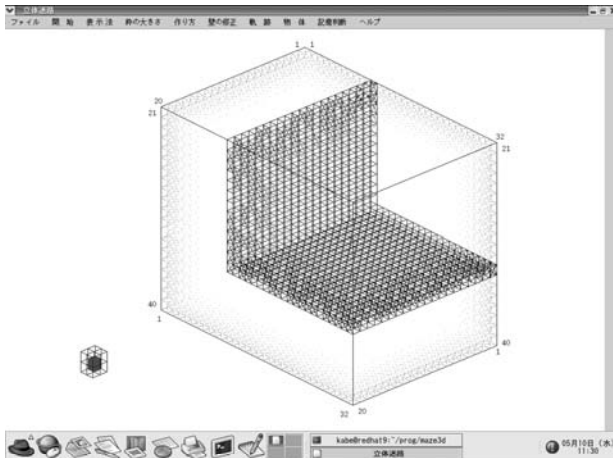 立体迷路
ファイル 開 始 表示法 枠の大きさ 作り方 壁の修正 軌 跡 物 体 記憶判断 ヘルプ
1 1
20
21
32
21
40
1
40
1
32 20
kabe@redhat9:~/prog/maze3d
立体迷路
05月10日 (水)
11:30